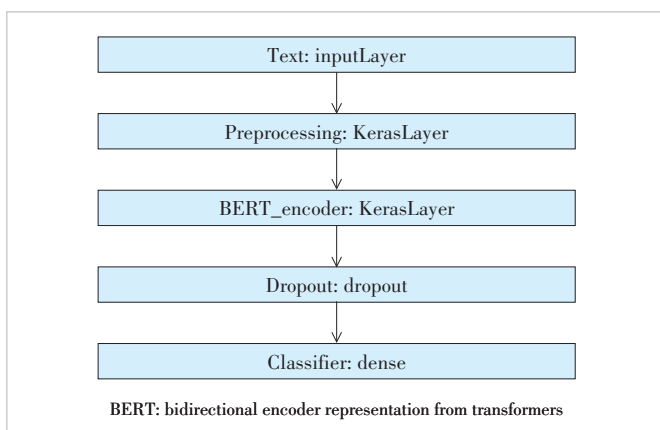 Text: inputLayer
Preprocessing: KerasLayer
BERT_encoder: KerasLayer
Dropout: dropout
Classifier: dense
BERT: bidirectional encoder representation from transformers